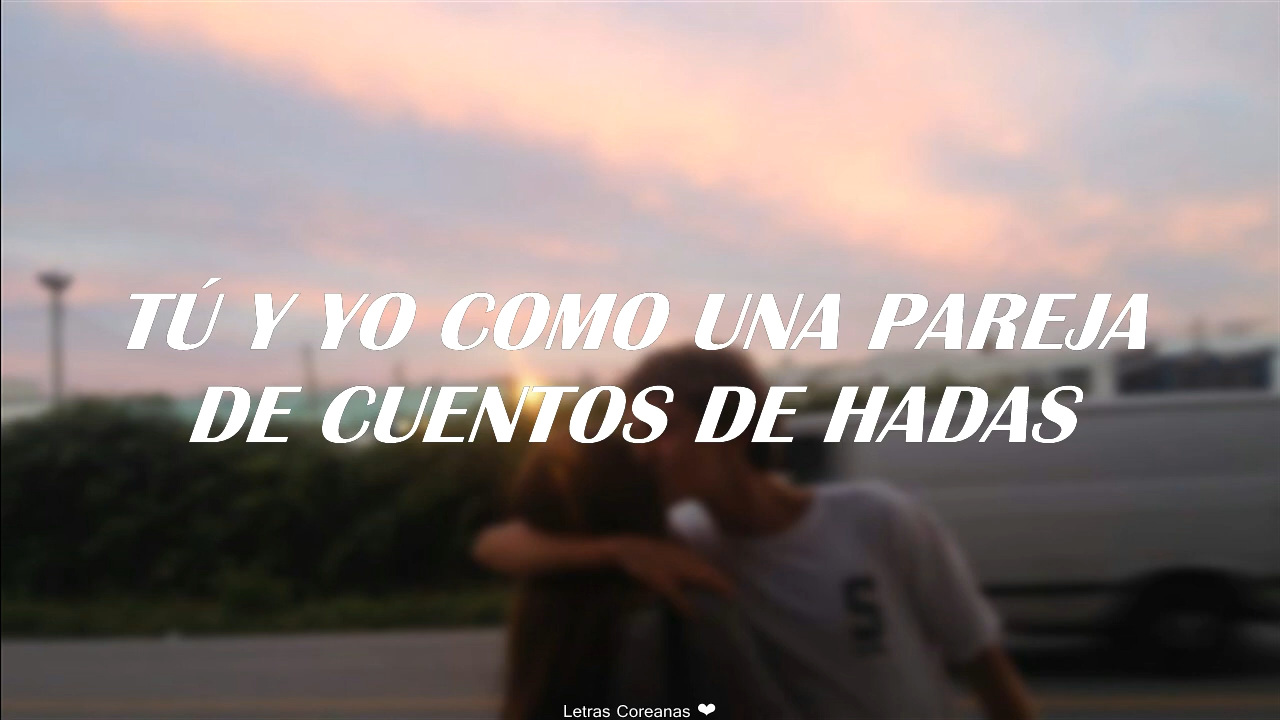 TÚ Y YO COMO UNA PAREJA
DE CUENTOS DE HADAS
Letras Coreanas ❤